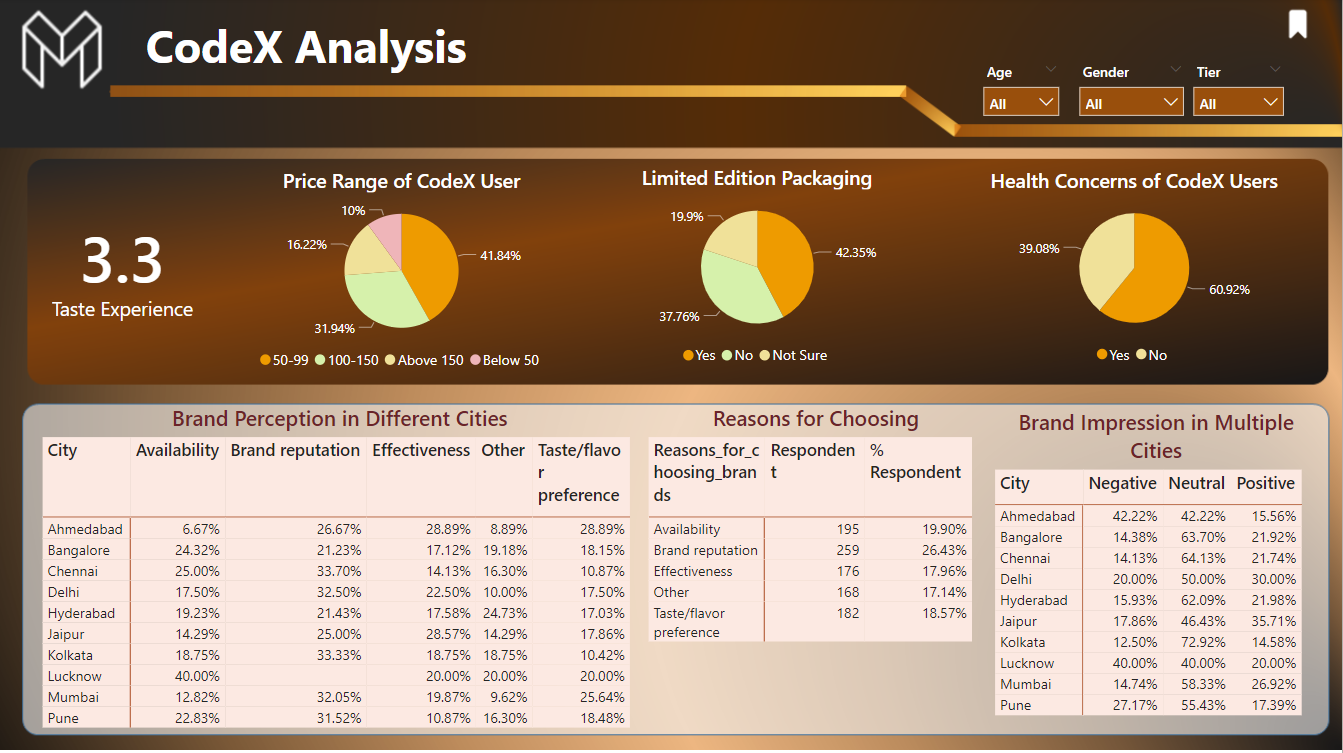 CodeX Analysis
Age Gender Tier
All All All
Price Range of CodeX User
10%
16.22%
41.84%
31.94%
50-99 100-150 Above 150 Below 50
Limited Edition Packaging
19.9%
42.35%
37.76%
Yes No Not Sure
Health Concerns of CodeX Users
39.08%
60.92%
Yes No
3.3
Taste Experience
Brand Perception in Different Cities
City Availability Brand reputation Effectiveness Other Taste/flavo
r
preference
Ahmedabad 6.67% 26.67% 28.89% 8.89% 28.89%
Bangalore 24.32% 21.23% 17.12% 19.18% 18.15%
Chennai 25.00% 33.70% 14.13% 16.30% 10.87%
Delhi 17.50% 32.50% 22.50% 10.00% 17.50%
Hyderabad 19.23% 21.43% 17.58% 24.73% 17.03%
Jaipur 14.29% 25.00% 28.57% 14.29% 17.86%
Kolkata 18.75% 33.33% 18.75% 18.75% 10.42%
Lucknow 40.00% 20.00% 20.00% 20.00%
Mumbai 12.82% 32.05% 19.87% 9.62% 25.64%
Pune 22.83% 31.52% 10.87% 16.30% 18.48%
Reasons for Choosing
Reasons_for_c Responden %
hoosing_bran t Respondent
ds
Availability 195 19.90%
Brand reputation 259 26.43%
Effectiveness 176 17.96%
Other 168 17.14%
Taste/flavor 182 18.57%
preference
Brand Impression in Multiple
Cities
City Negative Neutral Positive
Ahmedabad 42.22% 42.22% 15.56%
Bangalore 14.38% 63.70% 21.92%
Chennai 14.13% 64.13% 21.74%
Delhi 20.00% 50.00% 30.00%
Hyderabad 15.93% 62.09% 21.98%
Jaipur 17.86% 46.43% 35.71%
Kolkata 12.50% 72.92% 14.58%
Lucknow 40.00% 40.00% 20.00%
Mumbai 14.74% 58.33% 26.92%
Pune 27.17% 55.43% 17.39%